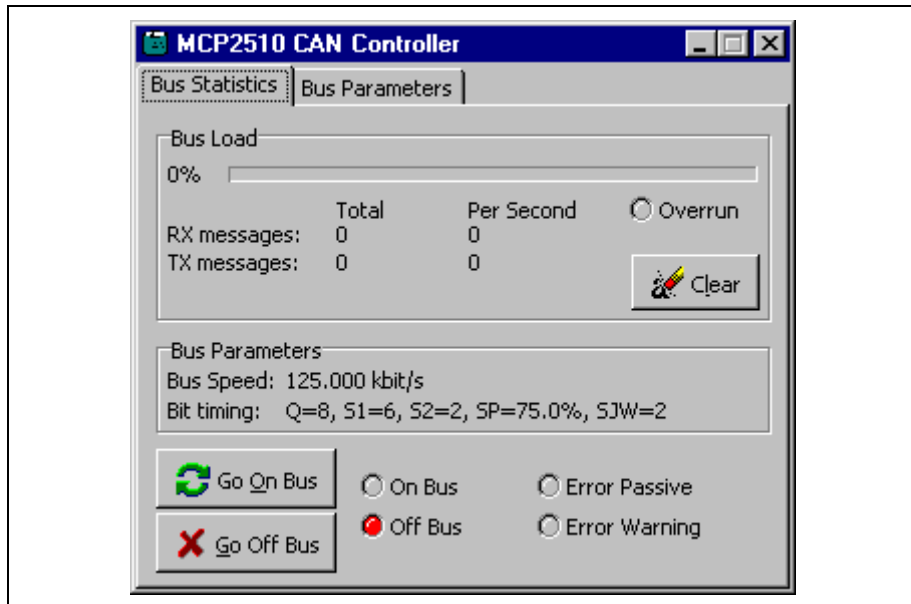 MCP2510 CAN Controller
Bus Statistics Bus Parameters
Bus Load
0%
Total Per Second Overrun
RX messages: 0 0
TX messages: 0 0
Clear
Bus Parameters
Bus Speed: 125.000 kbit/s
Bit timing: Q=8, S1=6, S2=2, SP=75.0%, SJW=2
Go On Bus On Bus Error Passive
Go Off Bus Off Bus Error Warning